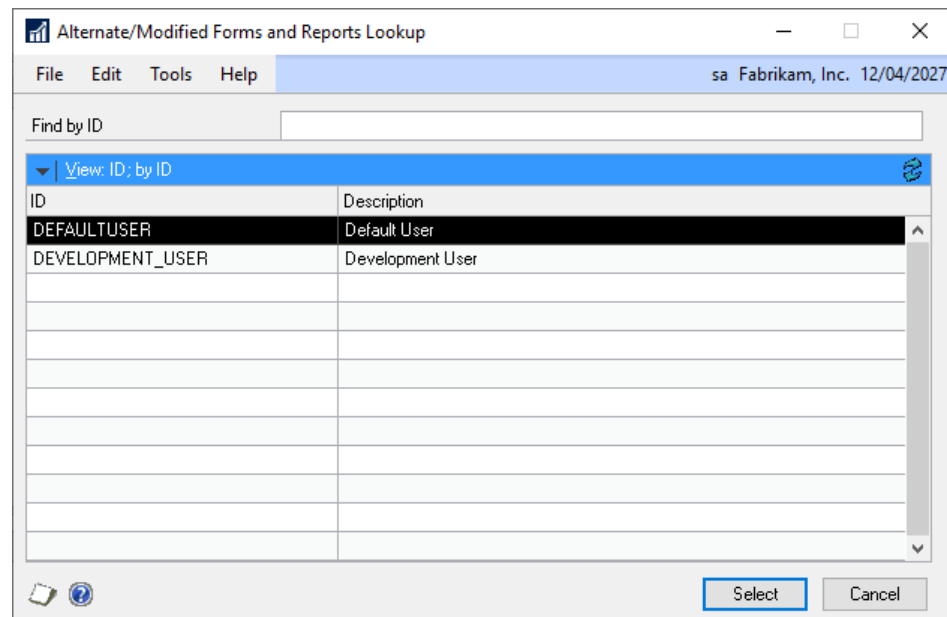 Alternate/Modified Forms and Reports Lookup
File Edit Tools Help sa Fabrikam, Inc. 12/04/2027
Find by ID
View: ID; by ID
ID Description
DEFAULTUSER Default User
DEVELOPMENT_USER Development User
Select Cancel